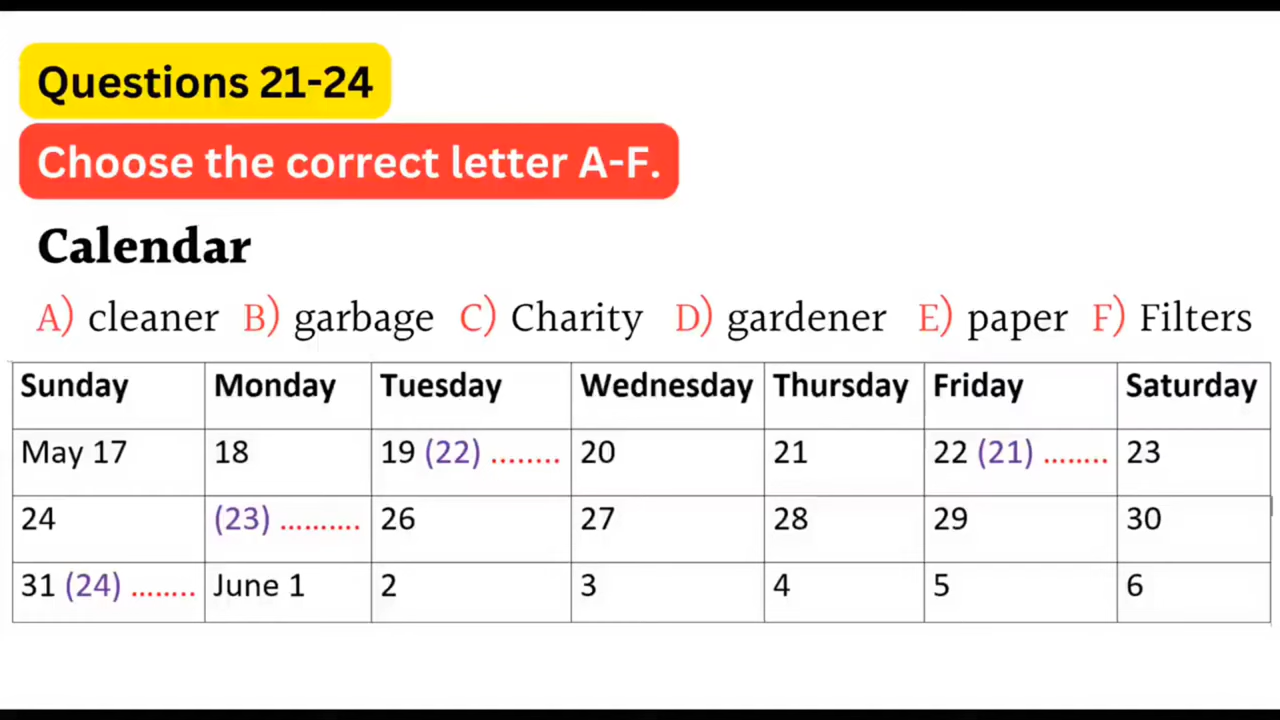 Questions 21-24
Choose the correct letter A-F.
Calendar
A) cleaner B) garbage C) Charity D) gardener E) paper F) Filters
Sunday Monday Tuesday Wednesday Thursday Friday Saturday
May 17 18 19 (22) ........ 20 21 22 (21) ........ 23
24 (23) .......... 26 27 28 29 30
31 (24) ........ June 1 2 3 4 5 6